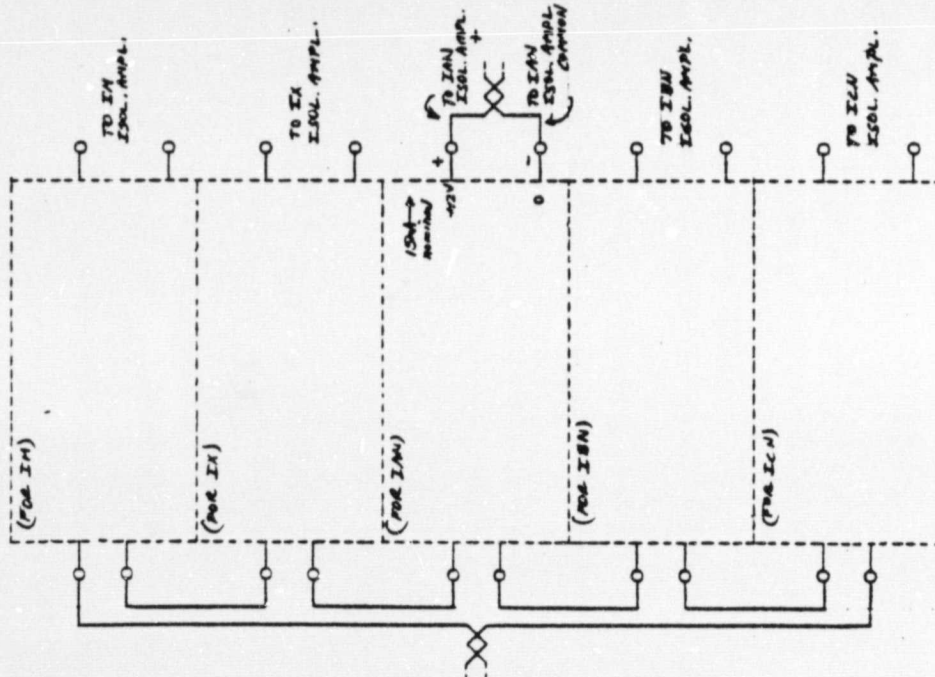 TO IM
ISOL. AMPL.
TO IX
ISOL. AMPL.
TO IAN
ISOL. AMPL.
+
TO IAN
ISOL. AMPL
COMMON
TO IBN
ISOL. AMPL.
TO ICN
ISOL. AMPL.
+
-
+12V
0
15A→
NOMINAL
(FOR IM)
(FOR IX)
(FOR IAN)
(FOR IBN)
(FOR ICN)